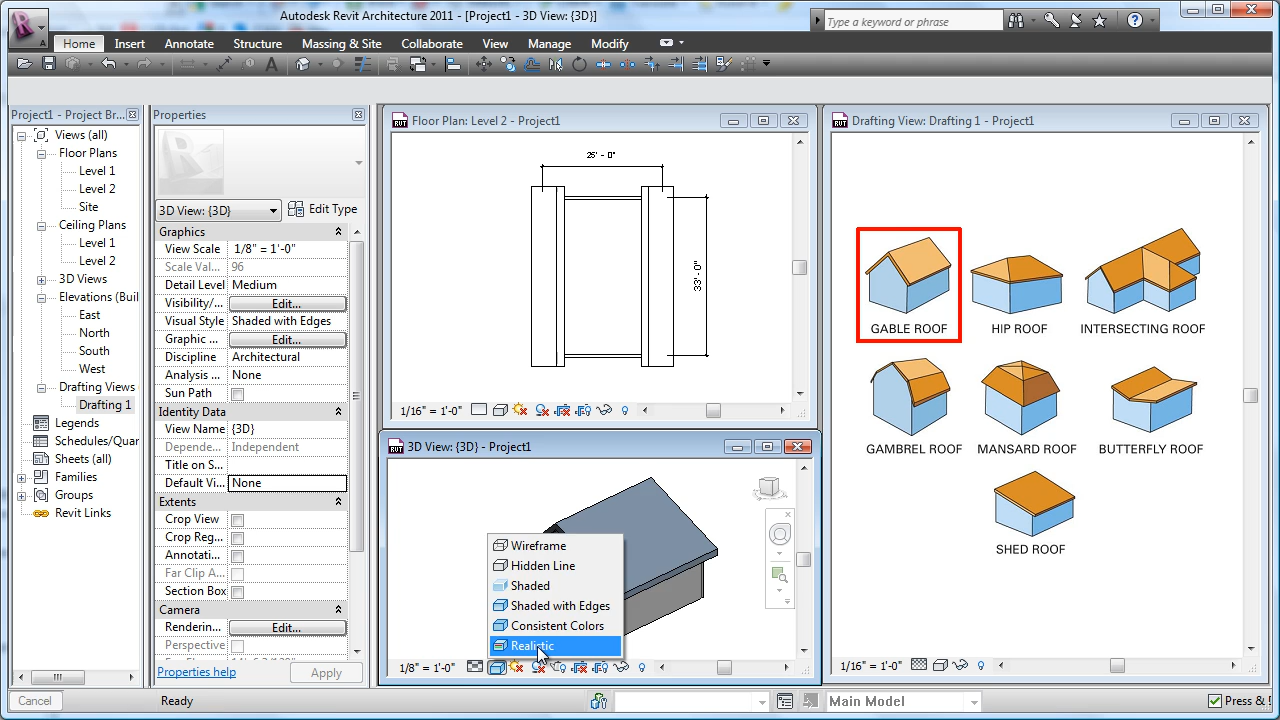 Autodesk Revit Architecture 2011 - [Project1 - 3D View: {3D}]
Type a keyword or phrase
Home Insert Annotate Structure Massing & Site Collaborate View Manage Modify
Project1 - Project Br...
Views (all)
Floor Plans
Level 1
Level 2
Site
Ceiling Plans
Level 1
Level 2
3D Views
Elevations (Buil
East
North
South
West
Drafting Views
Drafting 1
Legends
Schedules/Quar
Sheets (all)
Families
Groups
Revit Links
Properties
3D View: {3D} Edit Type
Graphics
View Scale 1/8" = 1'-0"
Scale Val... 96
Detail Level Medium
Visibility/... Edit...
Visual Style Shaded with Edges
Graphic ... Edit...
Discipline Architectural
Analysis ... None
Sun Path
Identity Data
View Name {3D}
Depende... Independent
Title on S...
Default Vi... None
Extents
Crop View
Crop Reg...
Annotati...
Far Clip A...
Section Box
Camera
Renderin... Edit...
Perspective
Properties help Apply
Floor Plan: Level 2 - Project1
25' - 0"
33' - 0"
1/16" = 1'-0"
3D View: {3D} - Project1
Wireframe
Hidden Line
Shaded
Shaded with Edges
Consistent Colors
Realistic
1/8" = 1'-0"
Drafting View: Drafting 1 - Project1
GABLE ROOF HIP ROOF INTERSECTING ROOF
GAMBREL ROOF MANSARD ROOF BUTTERFLY ROOF
SHED ROOF
1/16" = 1'-0"
Cancel Ready Main Model Press &